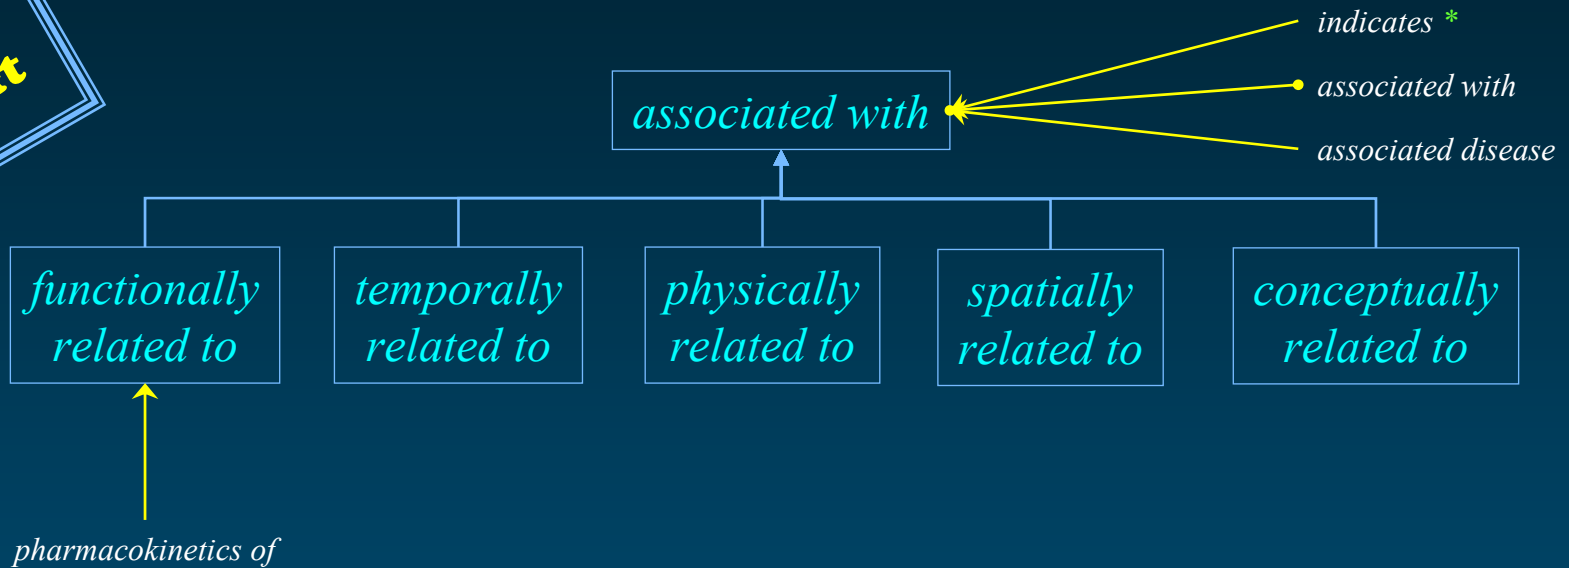 indicates *
associated with
associated with
associated disease
functionally
related to
temporally
related to
physically
related to
spatially
related to
conceptually
related to
pharmacokinetics of